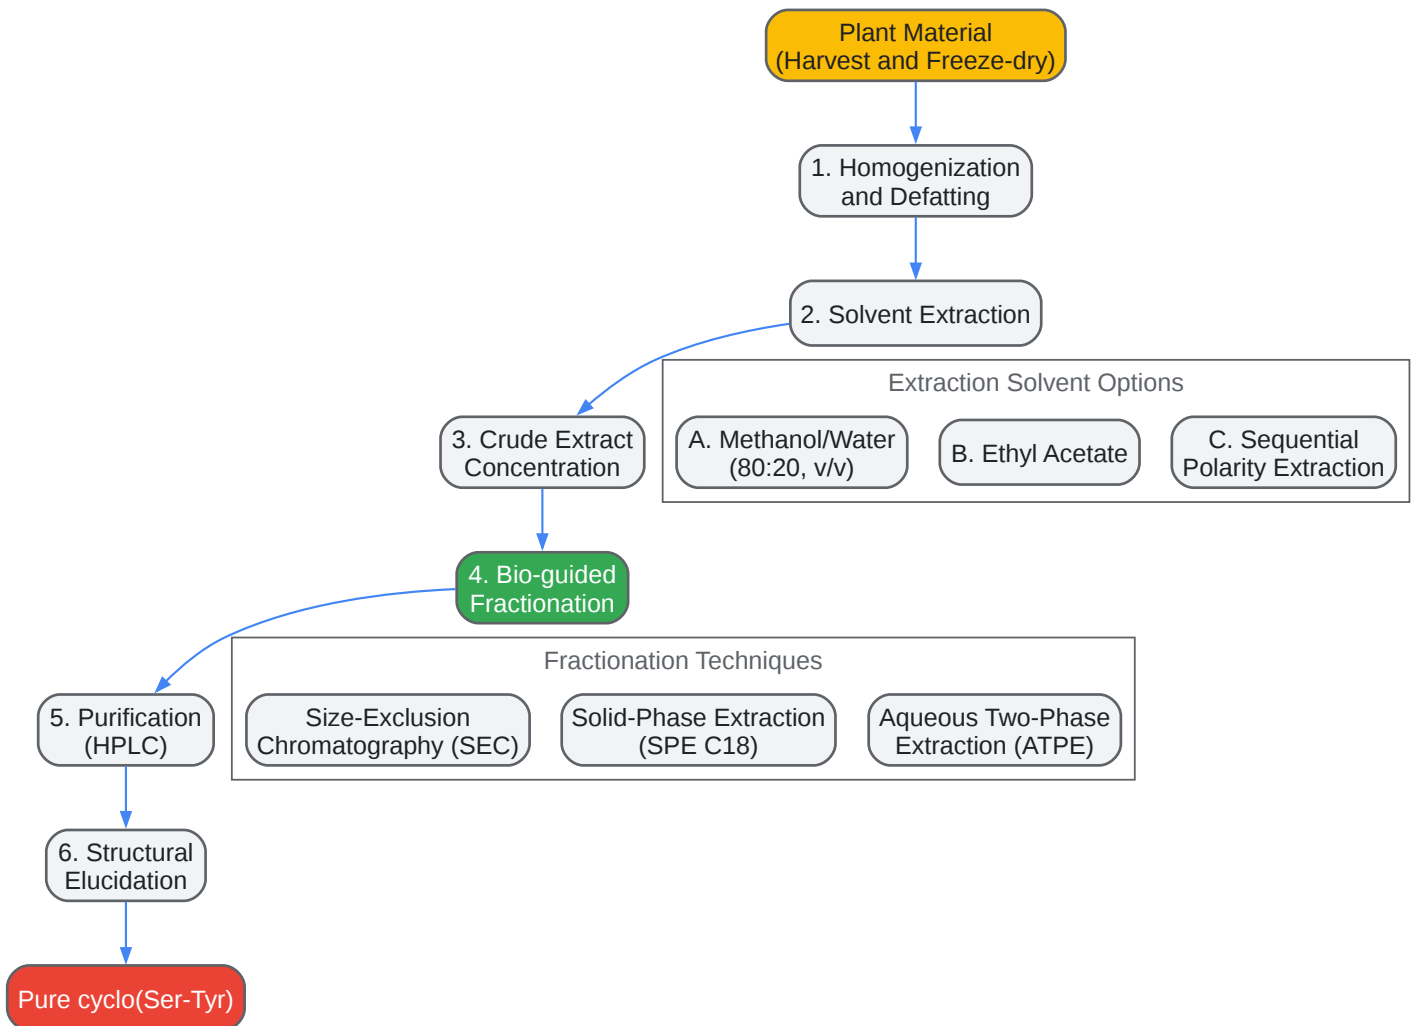 Plant Material
(Harvest and Freeze-dry)
1. Homogenization
and Defatting
2. Solvent Extraction
Extraction Solvent Options
3. Crude Extract
Concentration
A. Methanol/Water
(80:20, v/v)
B. Ethyl Acetate
C. Sequential
Polarity Extraction
4. Bio-guided
Fractionation
Fractionation Techniques
5. Purification
(HPLC)
Size-Exclusion
Chromatography (SEC)
Solid-Phase Extraction
(SPE C18)
Aqueous Two-Phase
Extraction (ATPE)
6. Structural
Elucidation
Pure cyclo(Ser-Tyr)